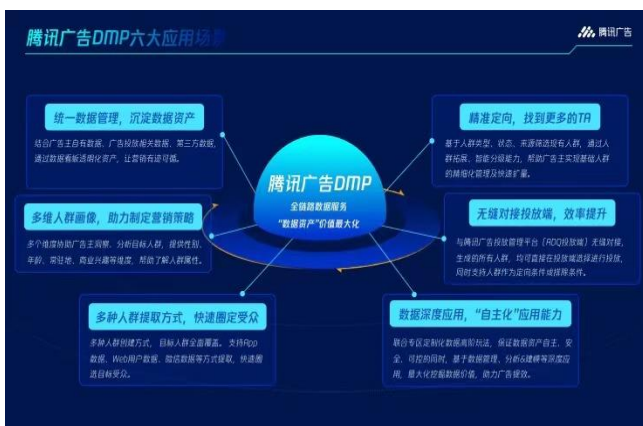 腾讯广告DMP六大应用场景
腾讯广告
统一数据管理，沉淀数据资产
结合广告主自有数据、广告投放相关数据、第三方数据，
通过数据看板透明化资产，让营销有迹可循。
精准定向，找到更多的TA
基于人群类型、状态、来源筛选现有人群，通过人
群拓展、智能分级能力，帮助广告主实现基础人群
的精细化管理及快速扩量。
腾讯广告DMP
全链路数据服务
“数据资产”价值最大化
多维人群画像，助力制定营销策略
多个维度协助广告主洞察、分析目标人群，提供性别、
年龄、常驻地、商业兴趣等维度，帮助了解人群属性。
无缝对接投放端，效率提升
与腾讯广告投放管理平台（ADQ投放端）无缝对接，
生成的所有人群，均可直接在投放端选择进行投放，
同时支持人群作为定向条件或排除条件。
多种人群提取方式，快速圈定受众
多种人群创建方式，目标人群全面覆盖。支持App
数据、Web用户数据、微信数据等方式提取，快速圈
选目标受众。
数据深度应用，“自主化”应用能力
联合专区定制化数据高阶玩法，保证数据资产自主、安
全、可控的同时，基于数据管理、分析&建模等深度应
用，最大化挖掘数据价值，助力广告提效。